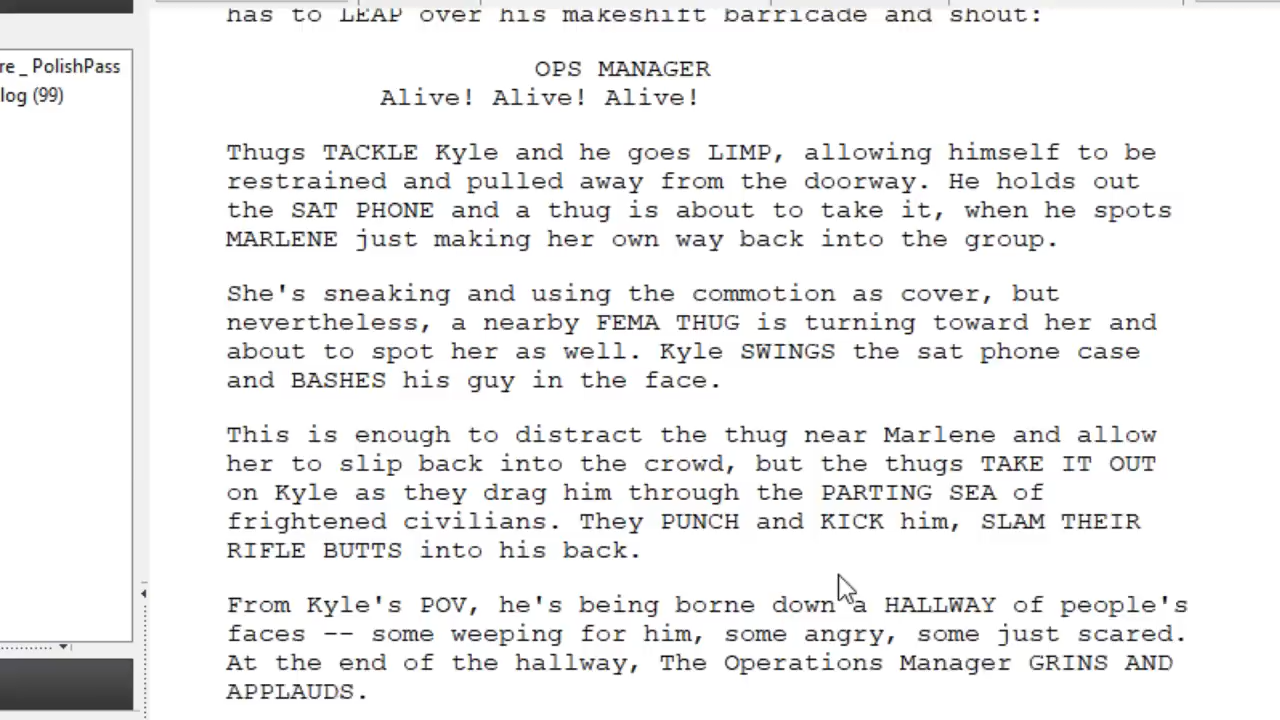 has to LEAP over his makeshift barricade and shout:
re _ PolishPass
log (99)
OPS MANAGER
Alive! Alive! Alive!
Thugs TACKLE Kyle and he goes LIMP, allowing himself to be
restrained and pulled away from the doorway. He holds out
the SAT PHONE and a thug is about to take it, when he spots
MARLENE just making her own way back into the group.
She's sneaking and using the commotion as cover, but
nevertheless, a nearby FEMA THUG is turning toward her and
about to spot her as well. Kyle SWINGS the sat phone case
and BASHES his guy in the face.
This is enough to distract the thug near Marlene and allow
her to slip back into the crowd, but the thugs TAKE IT OUT
on Kyle as they drag him through the PARTING SEA of
frightened civilians. They PUNCH and KICK him, SLAM THEIR
RIFLE BUTTS into his back.
From Kyle's POV, he's being borne down a HALLWAY of people's
faces -- some weeping for him, some angry, some just scared.
At the end of the hallway, The Operations Manager GRINS AND
APPLAUDS.